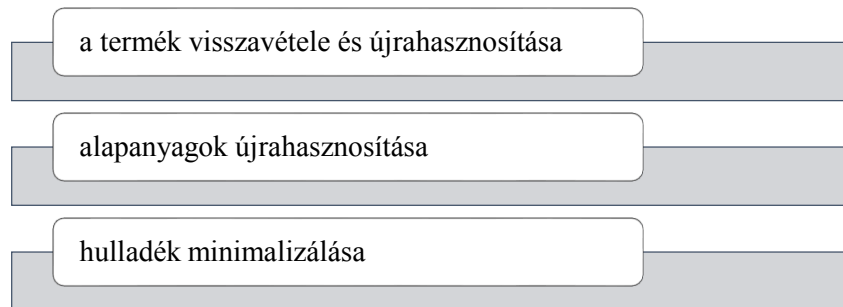 a termék visszavétele és újrahasznosítása
alapanyagok újrahasznosítása
hulladék minimalizálása